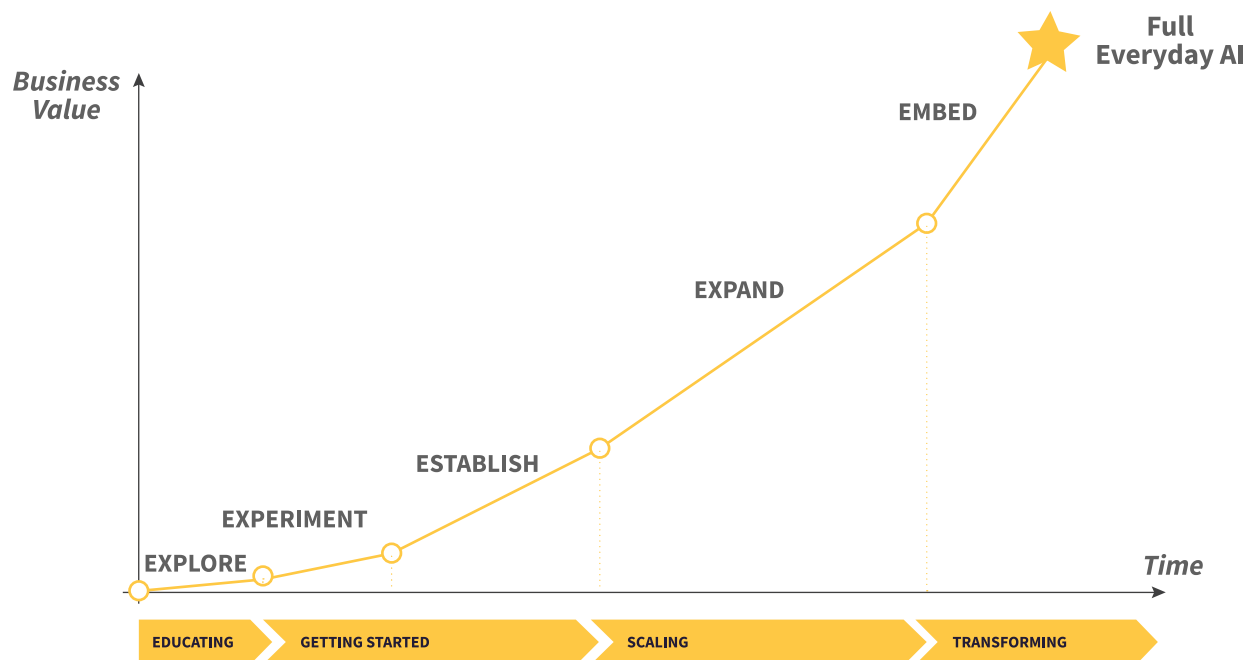 Full
Everyday AI
Business
Value
EMBED
EXPAND
ESTABLISH
EXPERIMENT
EXPLORE
Time
EDUCATING
GETTING STARTED
SCALING
TRANSFORMING